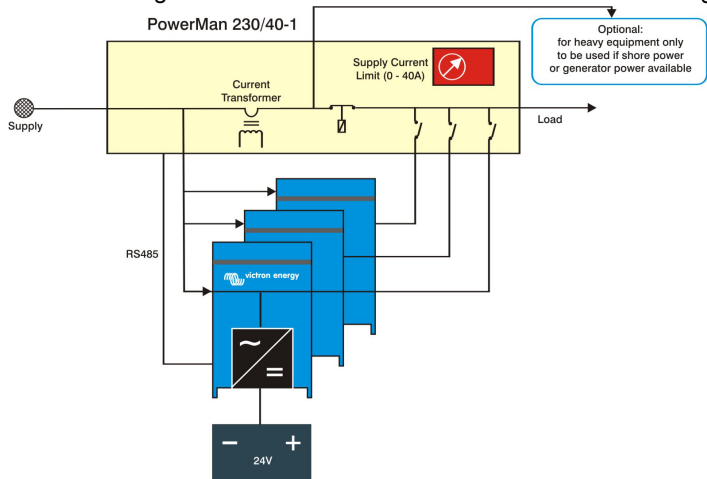 PowerMan 230/40-1
Optional:
for heavy equipment only
to be used if shore power
or generator power available
Supply Current
Limit (0 - 40A)
Current
Transformer
Supply
Load
RS485
victron energy
~
=
− +
24V